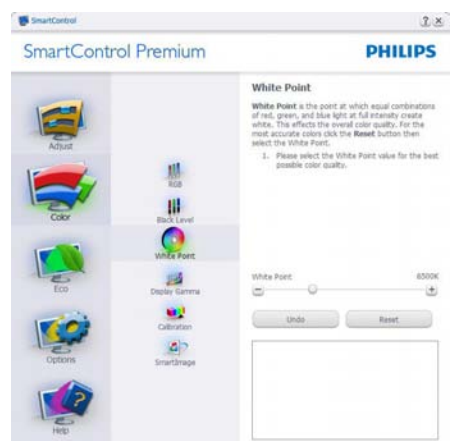 SmartControl
SmartControl Premium
PHILIPS
Adjust
Color
Eco
Options
Help
RGB
Black Level
White Point
Display Gamma
Calibration
SmartImage
White Point
White Point is the point at which equal combinations
of red, green, and blue light at full intensity create
white. This effects the overall color quality. For the
most accurate colors click the Reset button then
select the White Point.
1. Please select the White Point value for the best
possible color quality.
White Point 6500K
Undo Reset